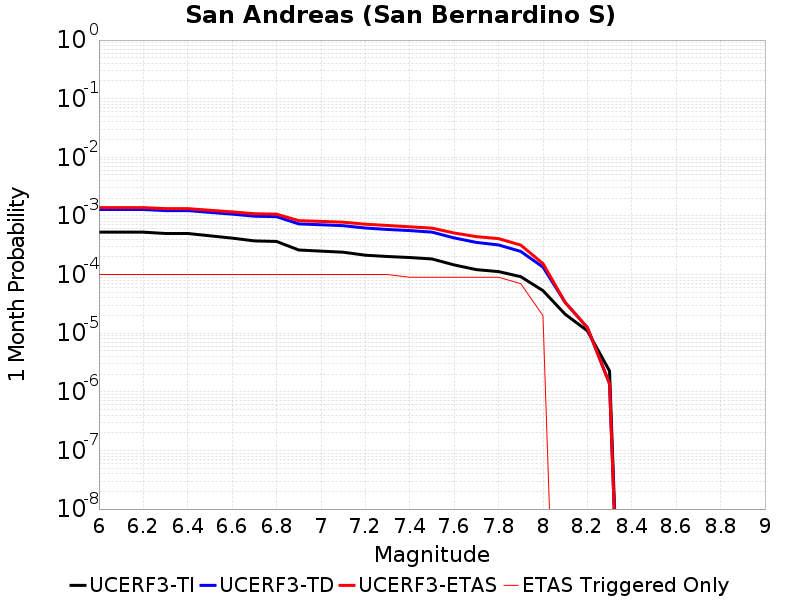 San Andreas (San Bernardino S)
10^0
10^-1
10^-2
10^-3
10^-4
10^-5
10^-6
10^-7
10^-8
1 Month Probability
6 6.2 6.4 6.6 6.8 7 7.2 7.4 7.6 7.8 8 8.2 8.4 8.6 8.8 9
Magnitude
UCERF3-TI UCERF3-TD UCERF3-ETAS ETAS Triggered Only